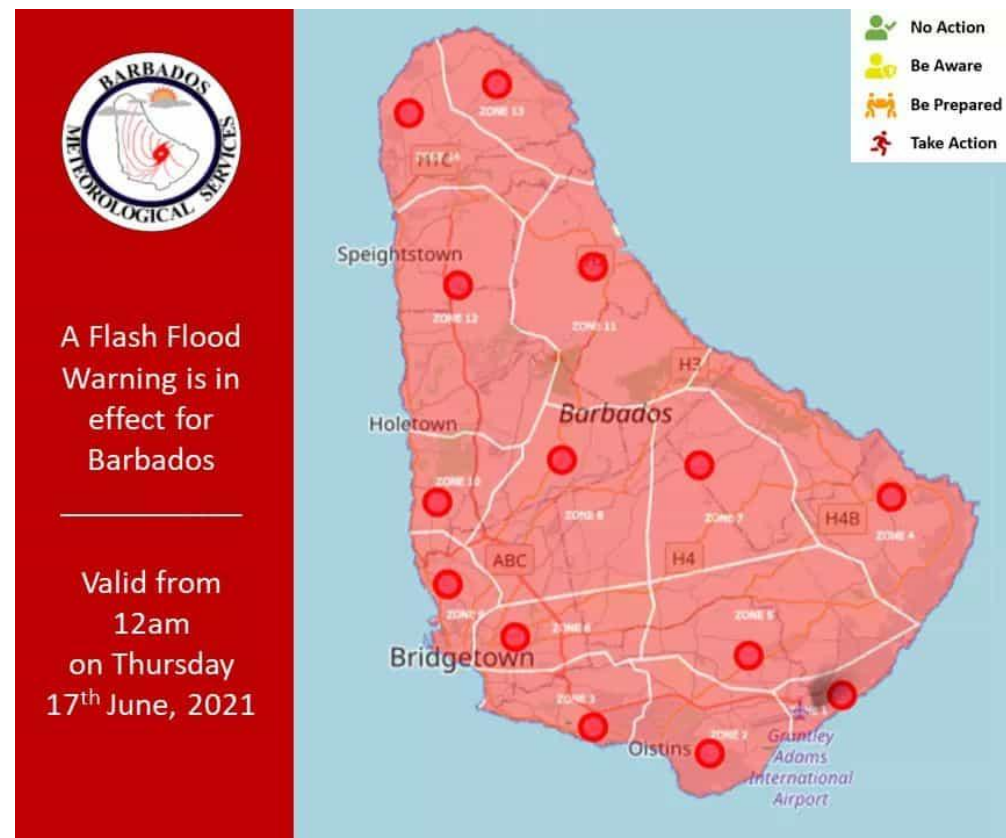 BARBADOS
METEOROLOGICAL SERVICES
A Flash Flood
Warning is in
effect for
Barbados
Valid from
12am
on Thursday
17th June, 2021
No Action
Be Aware
Be Prepared
Take Action
ZONE 13
Speightstown
ZONE 12
ZONE 11
H3
Barbados
Holetown
ZONE 10
ZONE 8
ZONE 7
H4B
ZONE 4
ABC
H4
ZONE 5
ZONE 6
Bridgetown
ZONE 3
Oistins
ZONE 2
Grantley
Adams
International
Airport